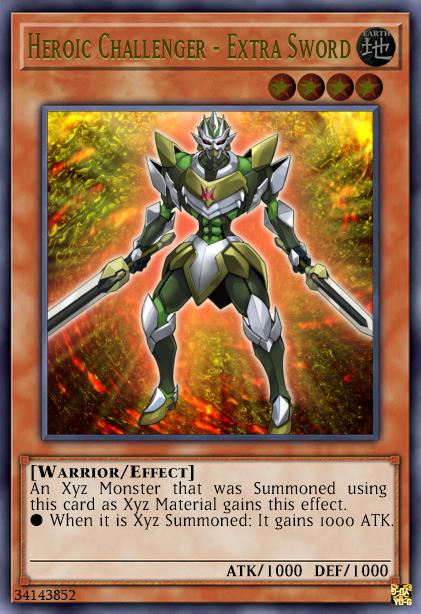 Heroic Challenger - Extra Sword
EARTH
地
[Warrior/Effect]
An Xyz Monster that was Summoned using
this card as Xyz Material gains this effect.
● When it is Xyz Summoned: It gains 1000 ATK.
ATK/1000 DEF/1000
34143852